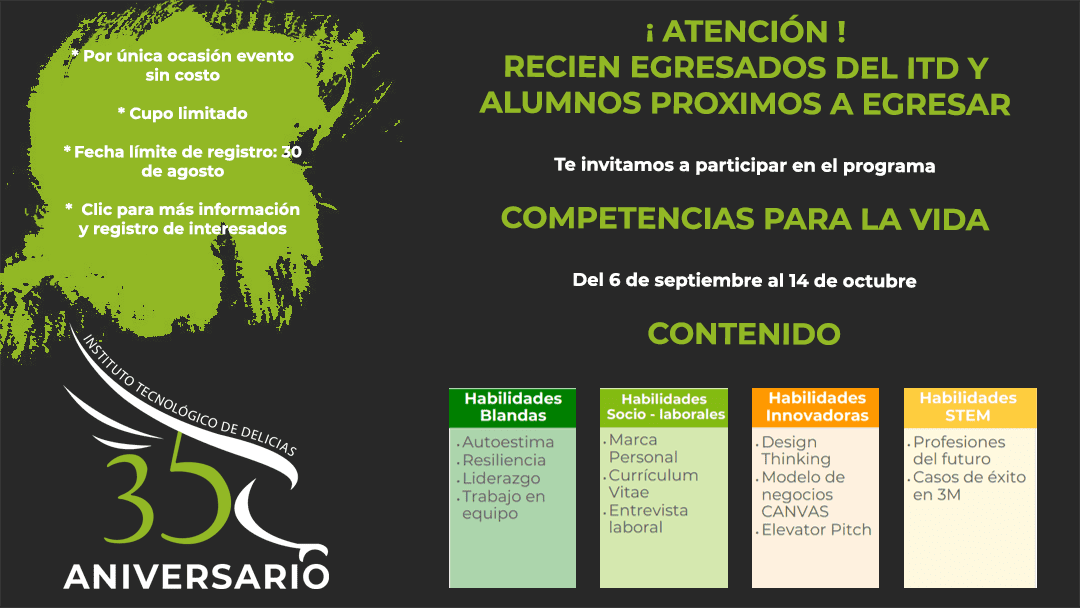 * Por única ocasión evento
sin costo
* Cupo limitado
* Fecha límite de registro: 30
de agosto
* Clic para más información
y registro de interesados
INSTITUTO TECNOLÓGICO DE DELICIAS
35
ANIVERSARIO
¡ ATENCIÓN !
RECIEN EGRESADOS DEL ITD Y
ALUMNOS PROXIMOS A EGRESAR
Te invitamos a participar en el programa
COMPETENCIAS PARA LA VIDA
Del 6 de septiembre al 14 de octubre
CONTENIDO
Habilidades
Blandas
. Autoestima
. Resiliencia
. Liderazgo
. Trabajo en
equipo
Habilidades
Socio - laborales
. Marca
Personal
. Currículum
Vitae
. Entrevista
laboral
Habilidades
Innovadoras
. Design
Thinking
. Modelo de
negocios
CANVAS
. Elevator Pitch
Habilidades
STEM
. Profesiones
del futuro
. Casos de éxito
en 3M